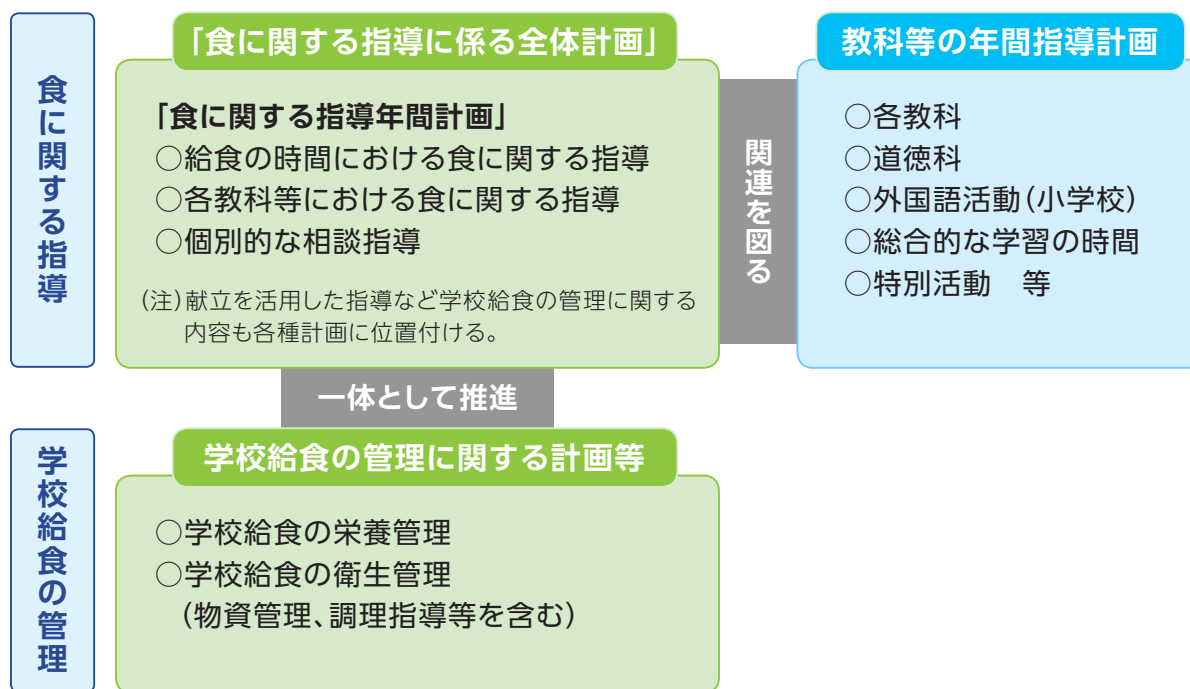 食に関する指導
「食に関する指導に係る全体計画」
「食に関する指導年間計画」
○給食の時間における食に関する指導
○各教科等における食に関する指導
○個別的な相談指導
(注)献立を活用した指導など学校給食の管理に関する
内容も各種計画に位置付ける。
関連を図る
教科等の年間指導計画
○各教科
○道徳科
○外国語活動(小学校)
○総合的な学習の時間
○特別活動　等
一体として推進
学校給食の管理
学校給食の管理に関する計画等
○学校給食の栄養管理
○学校給食の衛生管理
(物資管理、調理指導等を含む)